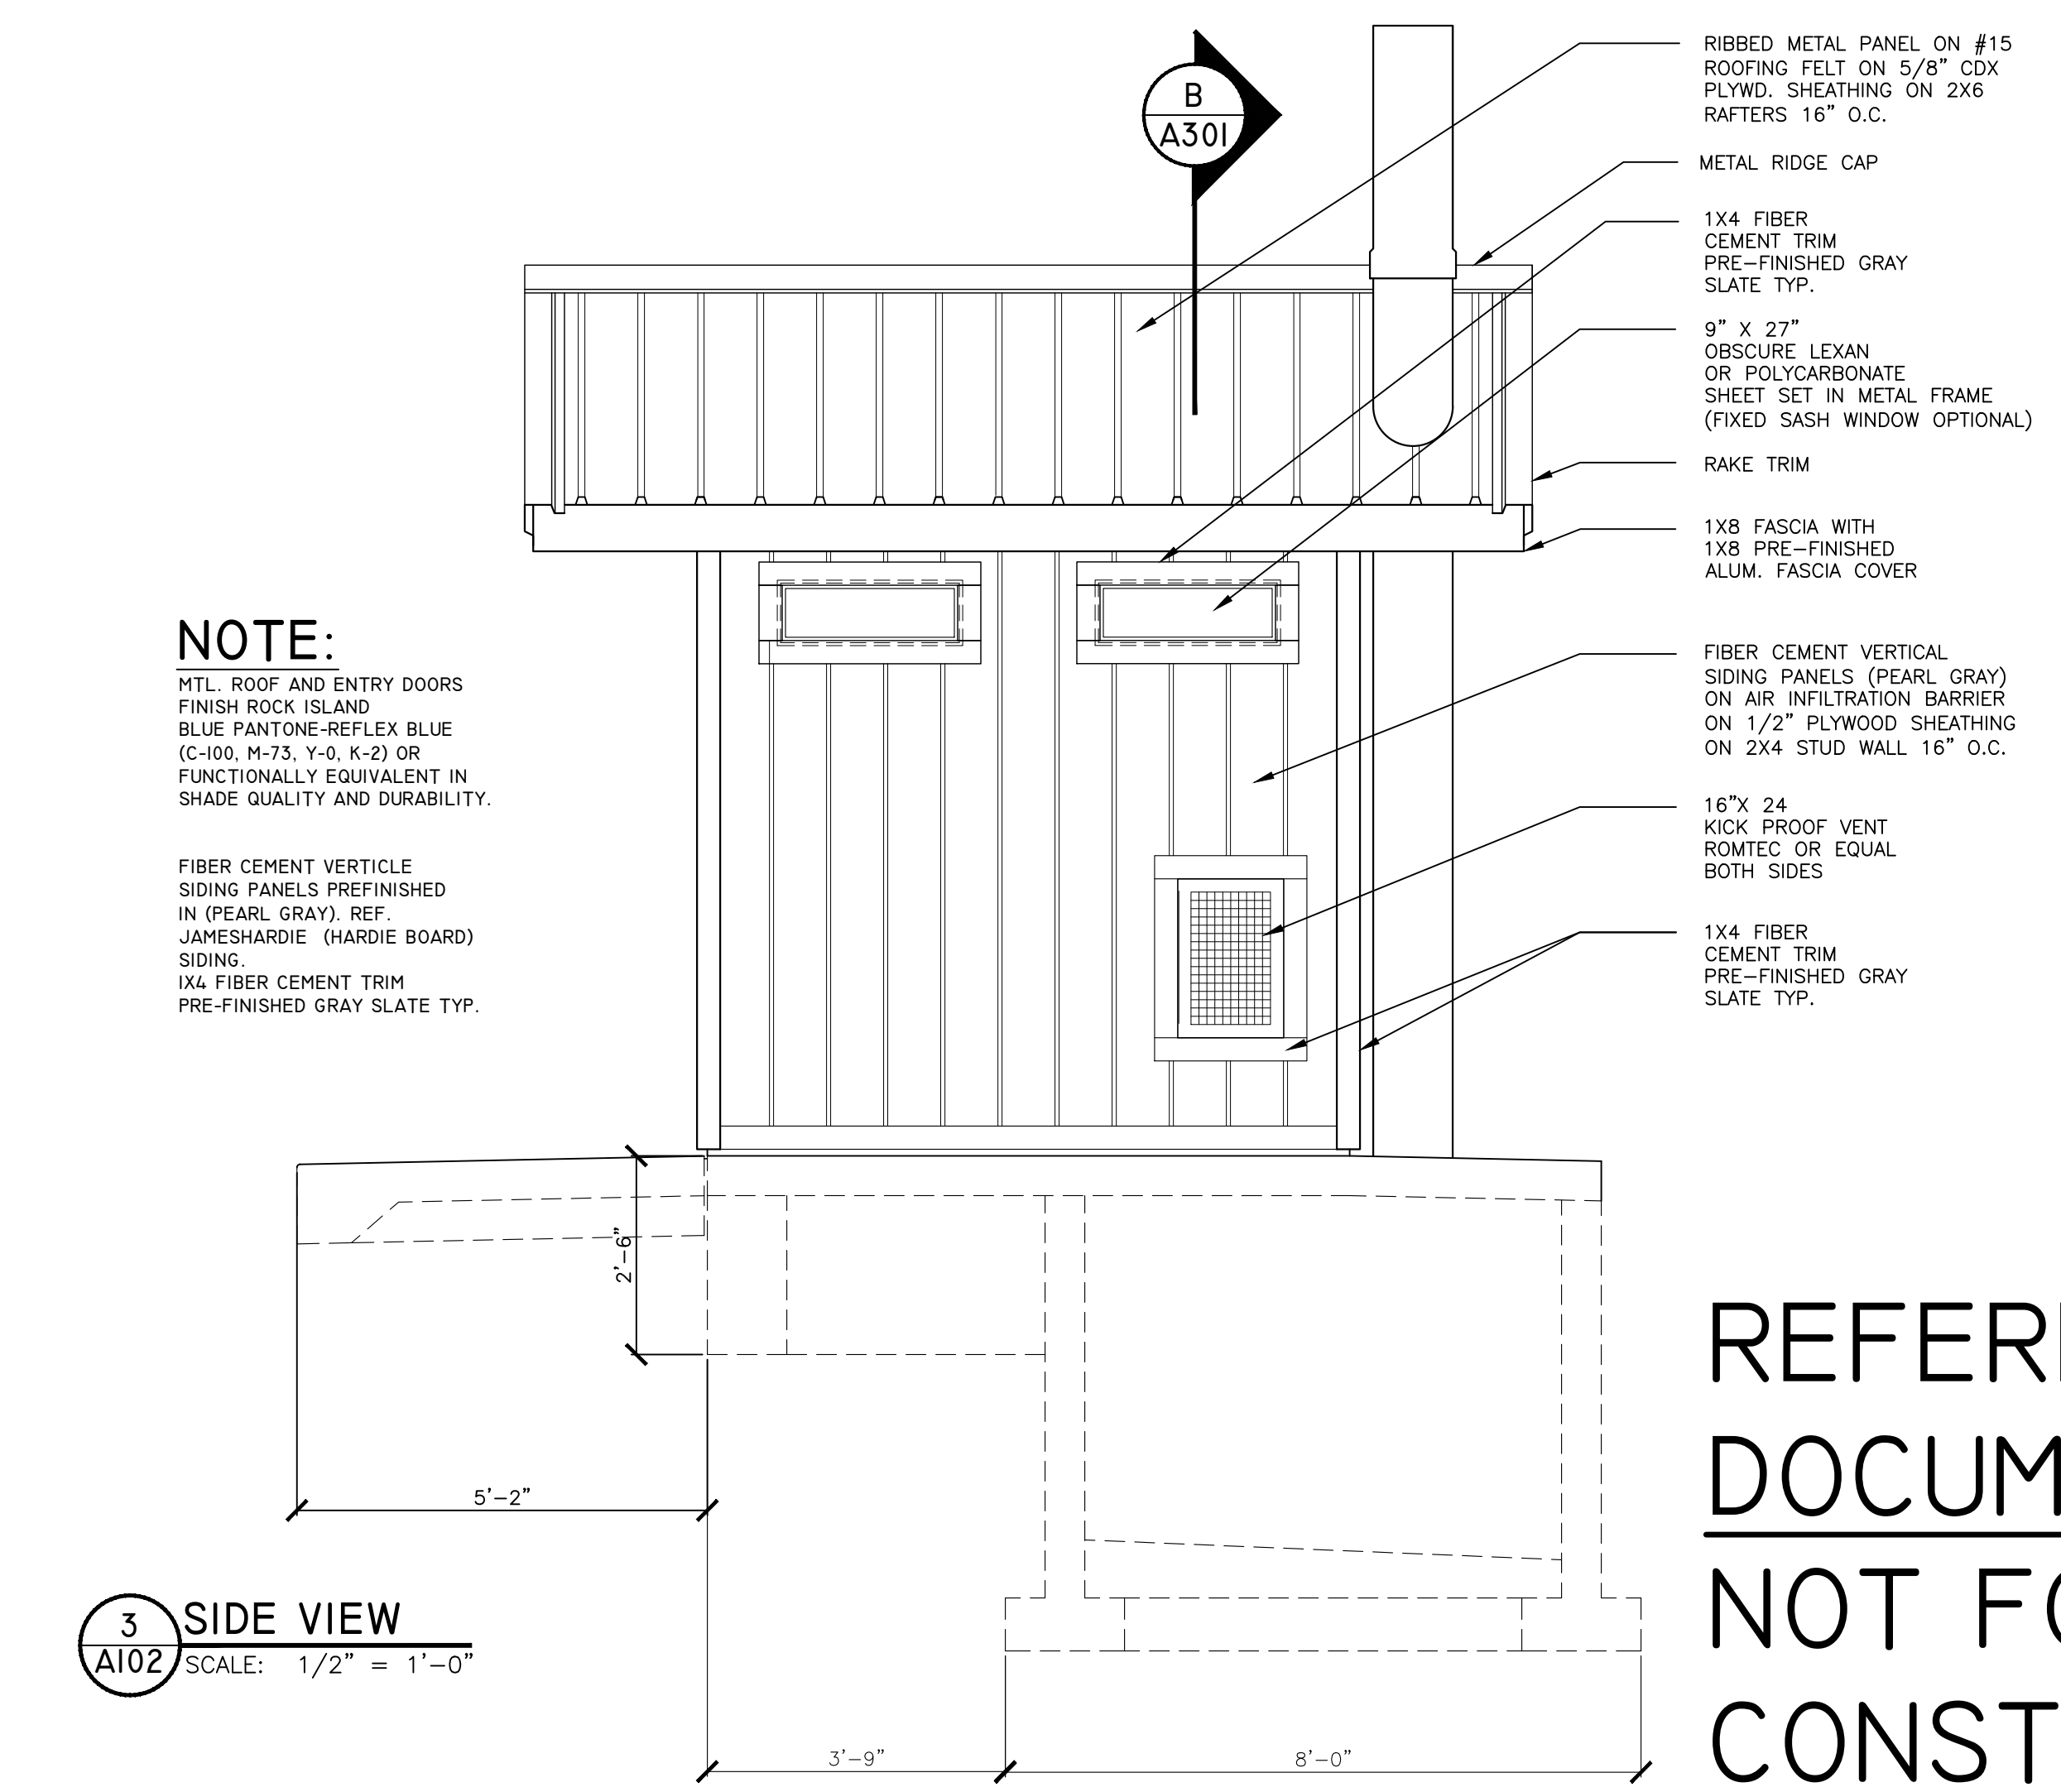 B
A301
RIBBED METAL PANEL ON #15
ROOFING FELT ON 5/8" CDX
PLYWD. SHEATHING ON 2X6
RAFTERS 16" O.C.
METAL RIDGE CAP
1X4 FIBER
CEMENT TRIM
PRE-FINISHED GRAY
SLATE TYP.
9" X 27"
OBSCURE LEXAN
OR POLYCARBONATE
SHEET SET IN METAL FRAME
(FIXED SASH WINDOW OPTIONAL)
RAKE TRIM
1X8 FASCIA WITH
1X8 PRE-FINISHED
ALUM. FASCIA COVER
FIBER CEMENT VERTICAL
SIDING PANELS (PEARL GRAY)
ON AIR INFILTRATION BARRIER
ON 1/2" PLYWOOD SHEATHING
ON 2X4 STUD WALL 16" O.C.
16"X 24
KICK PROOF VENT
ROMTEC OR EQUAL
BOTH SIDES
1X4 FIBER
CEMENT TRIM
PRE-FINISHED GRAY
SLATE TYP.
NOTE:
MTL. ROOF AND ENTRY DOORS
FINISH ROCK ISLAND
BLUE PANTONE-REFLEX BLUE
(C-100, M-73, Y-0, K-2) OR
FUNCTIONALLY EQUIVALENT IN
SHADE QUALITY AND DURABILITY.
FIBER CEMENT VERTICLE
SIDING PANELS PREFINISHED
IN (PEARL GRAY). REF.
JAMESHARDIE (HARDIE BOARD)
SIDING.
1X4 FIBER CEMENT TRIM
PRE-FINISHED GRAY SLATE TYP.
2'-6"
5'-2"
3'-9"
8'-0"
3
A102
SIDE VIEW
SCALE: 1/2" = 1'-0"
REFER
DOCUM
NOT FO
CONST